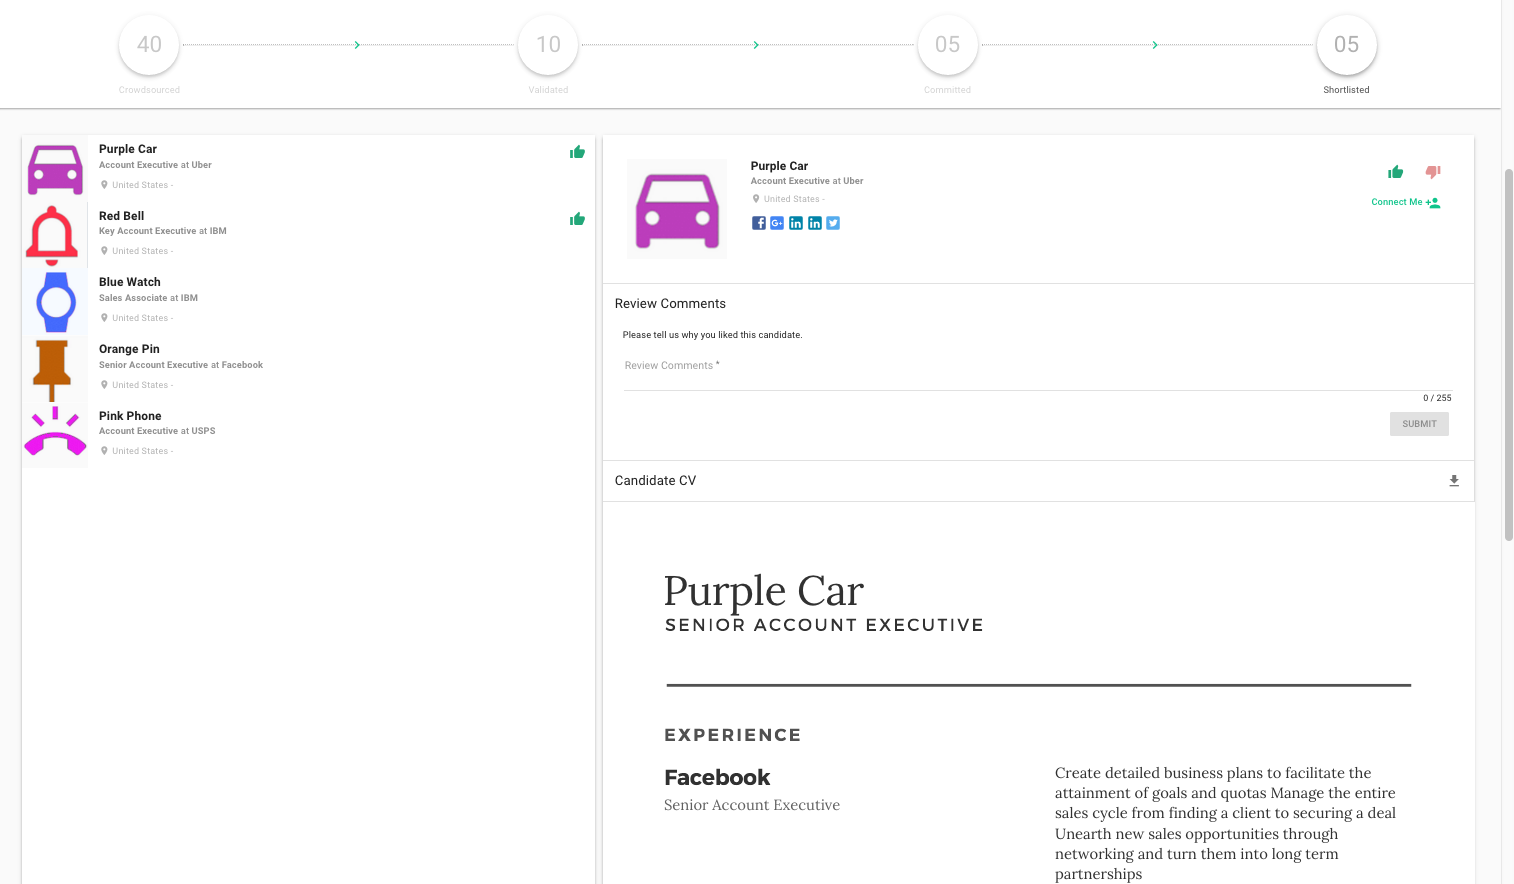 40
10
05
05
Crowdsourced
Validated
Committed
Shortlisted
Purple Car
Account Executive at Uber
United States -
Red Bell
Key Account Executive at IBM
United States -
Blue Watch
Sales Associate at IBM
United States -
Orange Pin
Senior Account Executive at Facebook
United States -
Pink Phone
Account Executive at USPS
United States -
Purple Car
Account Executive at Uber
United States -
Connect Me
Review Comments
Please tell us why you liked this candidate.
Review Comments *
0 / 255
SUBMIT
Candidate CV
Purple Car
SENIOR ACCOUNT EXECUTIVE
EXPERIENCE
Facebook
Senior Account Executive
Create detailed business plans to facilitate the
attainment of goals and quotas Manage the entire
sales cycle from finding a client to securing a deal
Unearth new sales opportunities through
networking and turn them into long term
partnerships